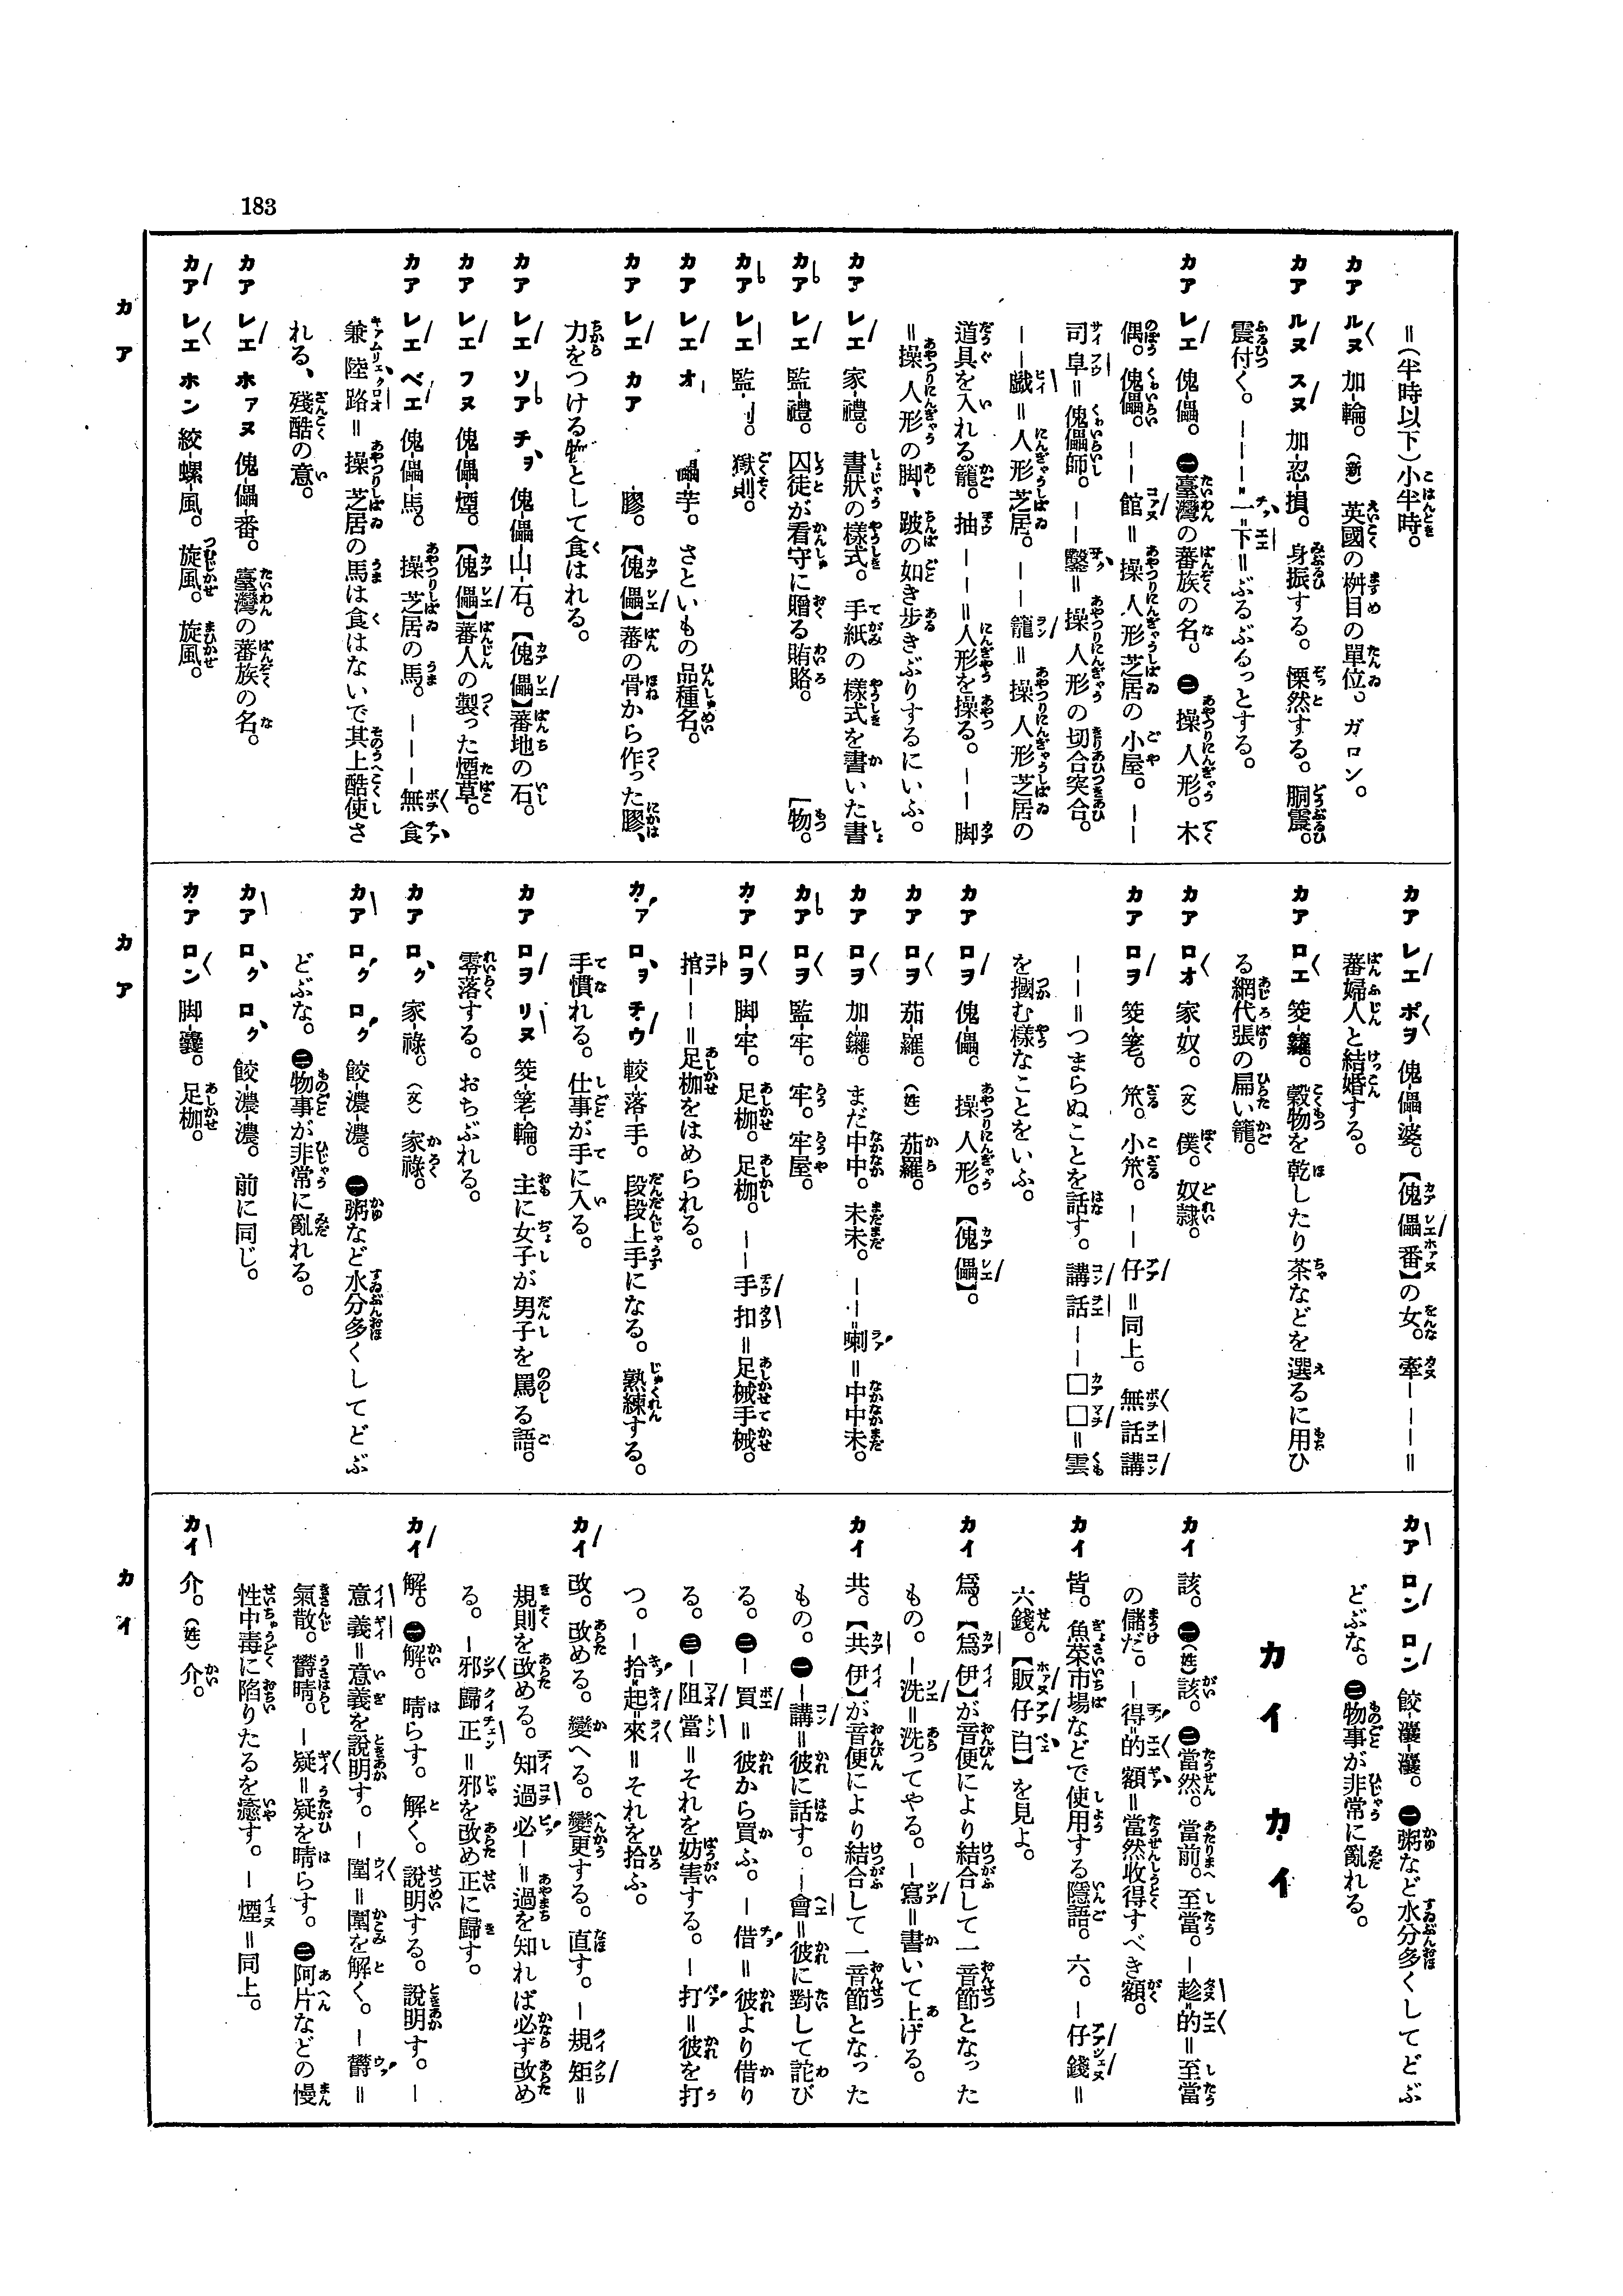 183
＝（半時以下）小半時。
カア ルヌ 加-輪。（新）英國の桝目の單位。ガロン。
カア ルヌ スヌ 加-忍-損。身振する。慄然する。胴震。
震付く。－－－〃一〃下＝ぶるぶるっとする。
カア レエ 傀-儡。㊀臺灣の蕃族の名。㊁操人形。木
偶。傀儡。－－館＝操人形芝居の小屋。－－
司阜＝傀儡師。－－鑿＝操人形の切合突合。
－－戯＝人形芝居。－－籠＝操人形芝居の
道具を入れる籠。抽－－＝人形を操る。－－脚
＝操人形の脚、跛の如き步きぶりするにいふ。
カア レエ 家-禮。書狀の樣式。手紙の樣式を書いた書
カア レエ 監-禮。囚徒が看守に贈る賄賂。［物。
カア レエ 監-。獄則。
カア レエ オ 儡-芋。さといもの品種名。
カア レエ カア 膠。【傀儡】蕃の骨から作った膠、
力をつける物として食はれる。
カア レエ ソア チヲ 傀-儡-山-石。【傀儡】蕃地の石。
カア レエ フヌ 傀-儡-煙。【傀儡】蕃人の製った煙草。
カア レエ ベエ 傀-儡-馬。操芝居の馬。－－－無食
兼陸路＝操芝居の馬は食はないで其上酷使さ
れる、殘酷の意。
カア レエ ホァヌ 傀-儡-番。臺灣の蕃族の名。
カア レエ ホン 絞-螺-風。旋風。旋風。
カア
カア レエ ポヲ 傀-儡-婆。【傀儡番】の女。牽－－－＝
蕃婦人と結婚する。
カア ロエ 筊-籮。穀物を乾したり茶などを選るに用ひ
る網代張の扁い籠。
カア ロオ 家-奴。（文）僕。奴隷。
カア ロヲ 筊-荖。笊。小笊。－－仔＝同上。無話講
－－＝つまらぬことを話す。講話－－□□＝雲
を摑む樣なことをいふ。
カア ロヲ 傀-儡。操人形。【傀儡】。
カア ロヲ 茄-羅。（姓）茄羅。
カア ロヲ 加-鑼。まだ中中。未未。－－〃喇＝中中未。
カア ロヲ 監-牢。牢。牢屋。
カア ロヲ 脚-牢。足枷。足枷。－－手扣＝足械手械。
捾－－＝足枷をはめられる。
カァ ロヲ チウ 較-落-手。段段上手になる。熟練する。
手慣れる。仕事が手に入る。
カア ロヲ リヌ 筊-荖-輪。主に女子が男子を罵る語。
零落する。おちぶれる。
カア ロク 家-祿。（文）家祿。
カア ロク ロク 餃-濃-濃。㊀粥など水分多くしてどぶ
どぶな。㊁物事が非常に亂れる。
カア ロク ロク 餃-濃-濃。前に同じ。
カア ロン 脚-。足枷。
カア
カア ロン ロン 餃--。㊀粥など水分多くしてどぶ
どぶな。㊁物事が非常に亂れる。
カイ カイ
カイ 該。㊀（姓）該。㊁當然。當前。至當。－趁〃的＝至當
の儲だ。－得〃的額＝當然收得すべき額。
カイ 皆。魚菜市場などで使用する隱語。六。－仔錢＝
六錢。【販仔白】を見よ。
カイ 爲。【爲伊】が音便により結合して一音節となった
もの。－洗＝洗ってやる。－寫＝書いて上げる。
カイ 共。【共伊】が音便により結合して一音節となった
もの。㊀－講＝彼に話す。－會＝彼に對して詫び
る。㊁－買＝彼から買ふ。－借＝彼より借り
る。㊂－阻當＝それを妨害する。－打＝彼を打
つ。－拾〃起〃來＝それを拾ふ。
カイ 改。改める。變へる。變更する。直す。－規矩＝
規則を改める。知過必－＝過を知れば必ず改め
る。－邪歸正＝邪を改め正に歸す。
カイ 解。㊀解。晴らす。解く。說明する。說明す。－
意義＝意義を說明す。－圍＝圍を解く。－欝＝
氣散。欝晴。－疑＝疑を晴らす。㊁阿片などの慢
性中毒に陷りたるを癒す。－煙＝同上。
カイ 介。（姓）介。
カイ